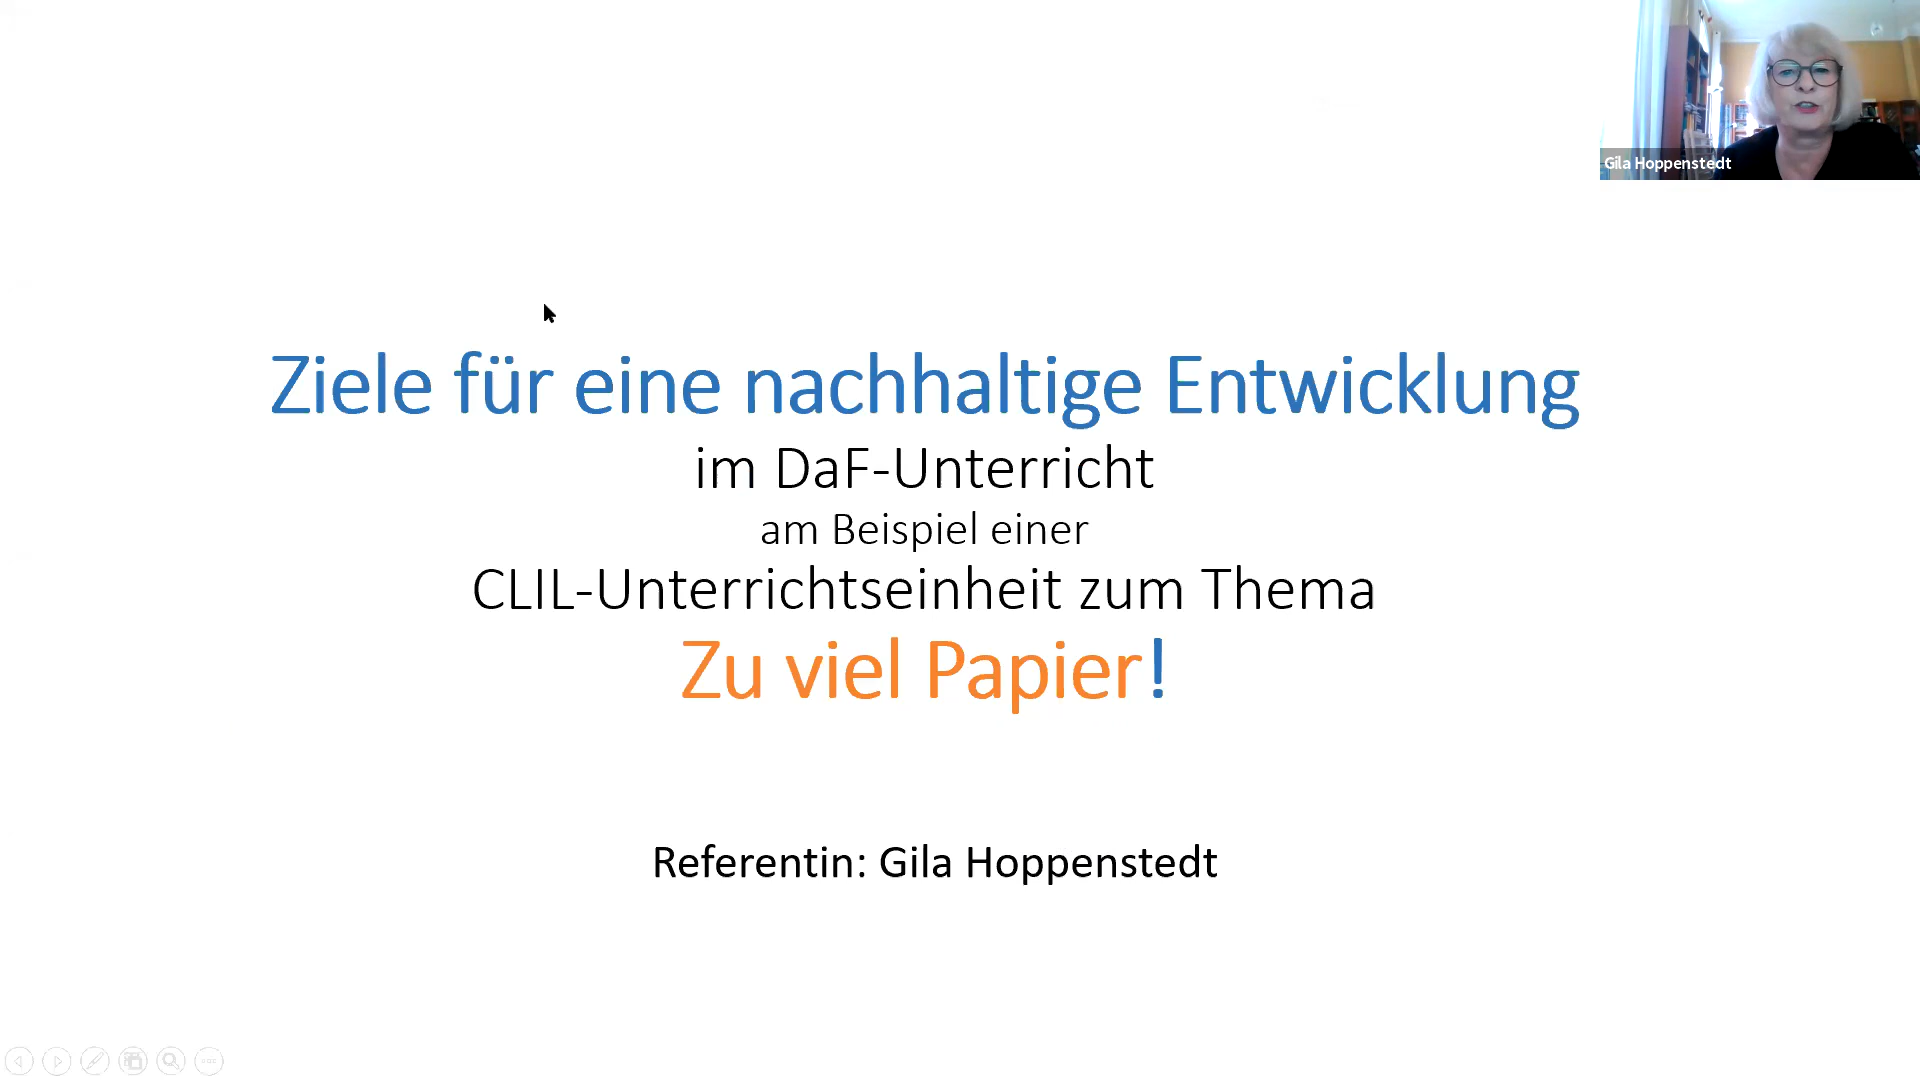 Gila Hoppenstedt
Ziele für eine nachhaltige Entwicklung
im DaF-Unterricht
am Beispiel einer
CLIL-Unterrichtseinheit zum Thema
Zu viel Papier!
Referentin: Gila Hoppenstedt